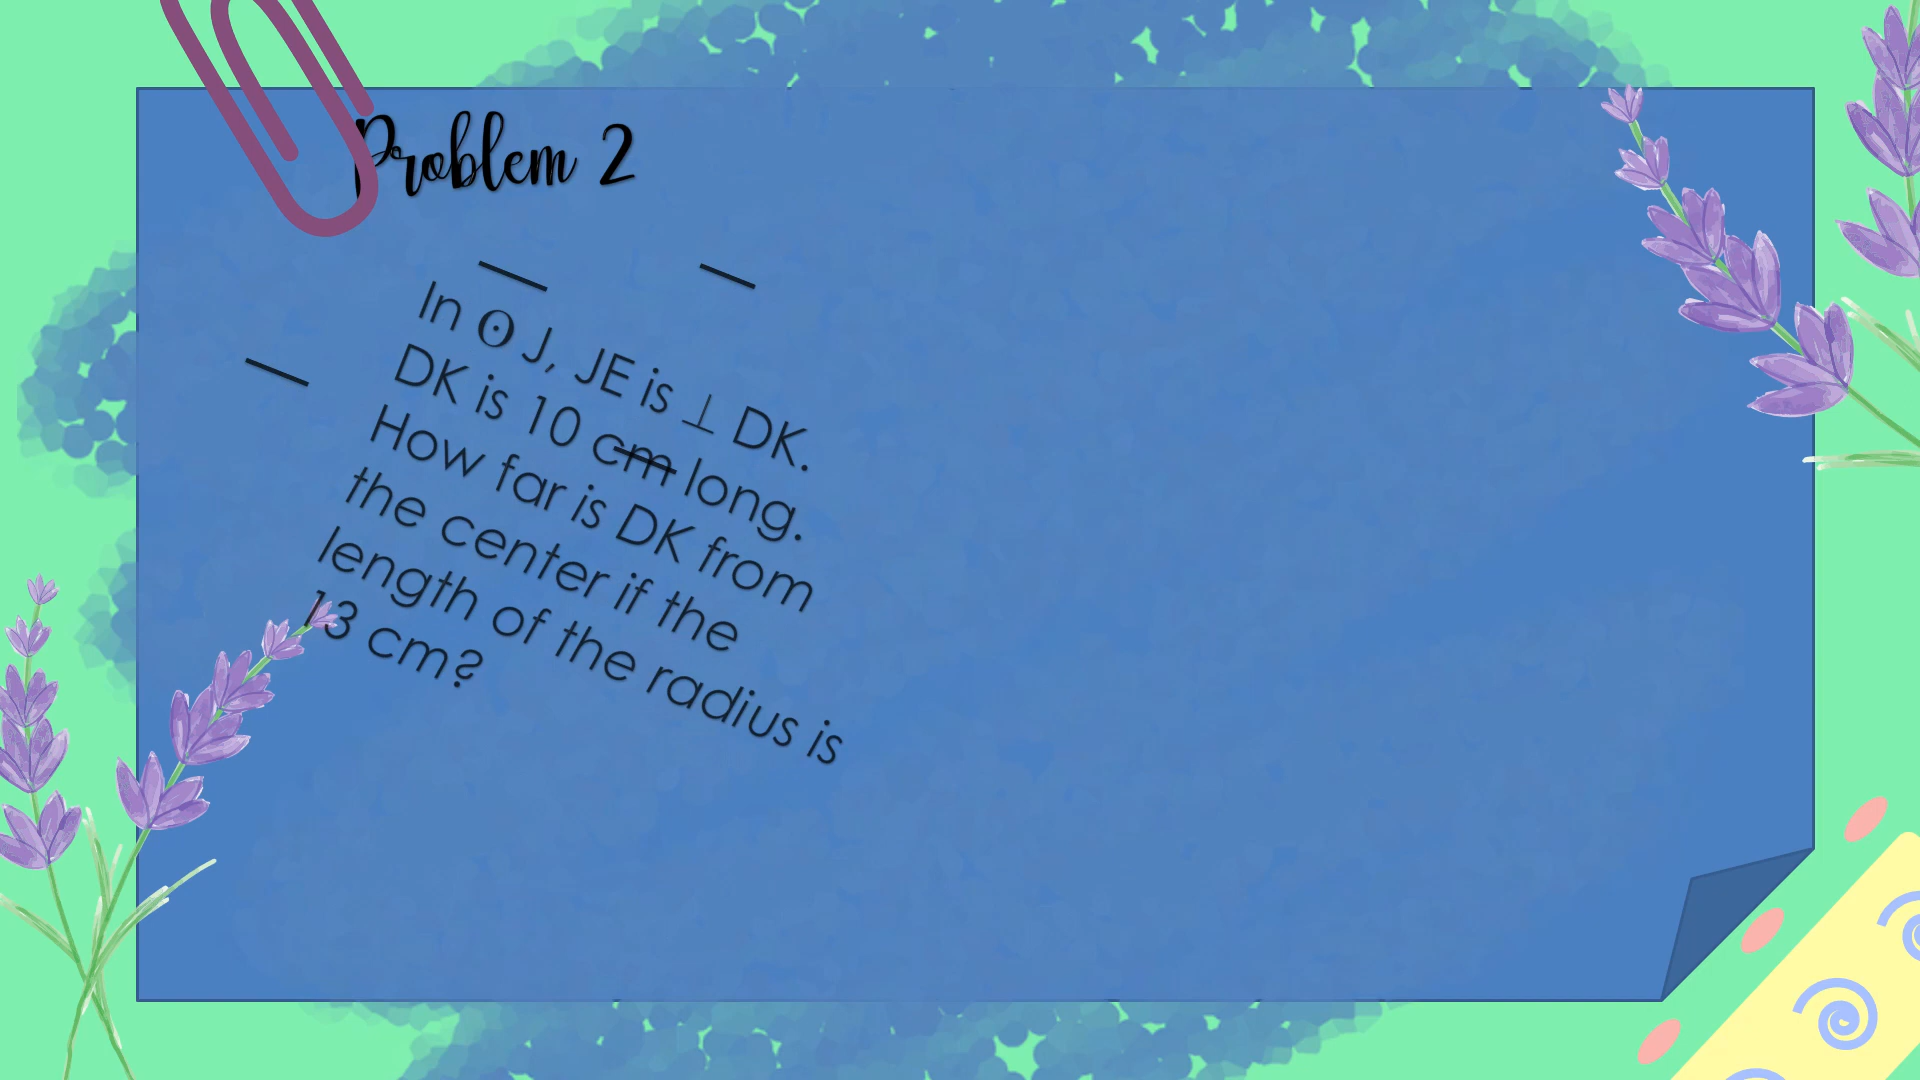 Problem 2
In ʘ J, JE is ⊥ DK.
DK is 10 cm long.
How far is DK from
the center if the
length of the radius is
13 cm?